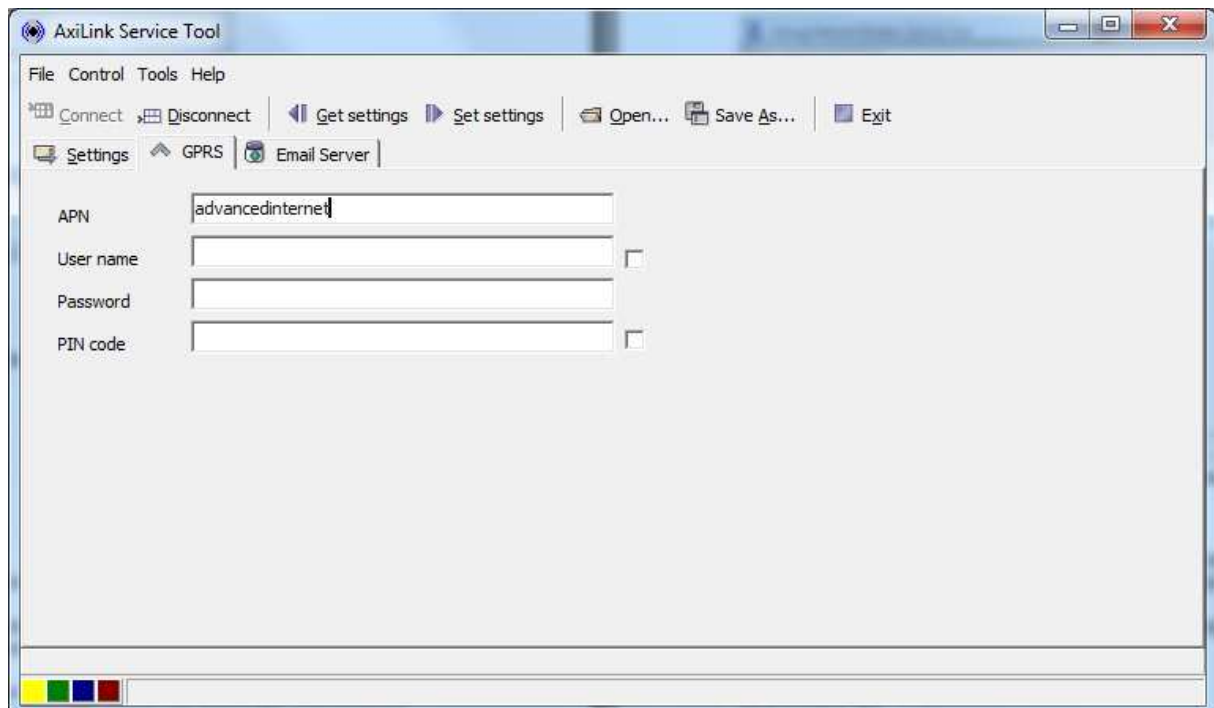 AxiLink Service Tool
File Control Tools Help
Connect Disconnect Get settings Set settings Open... Save As... Exit
Settings GPRS Email Server
APN advancedinternet
User name
Password
PIN code